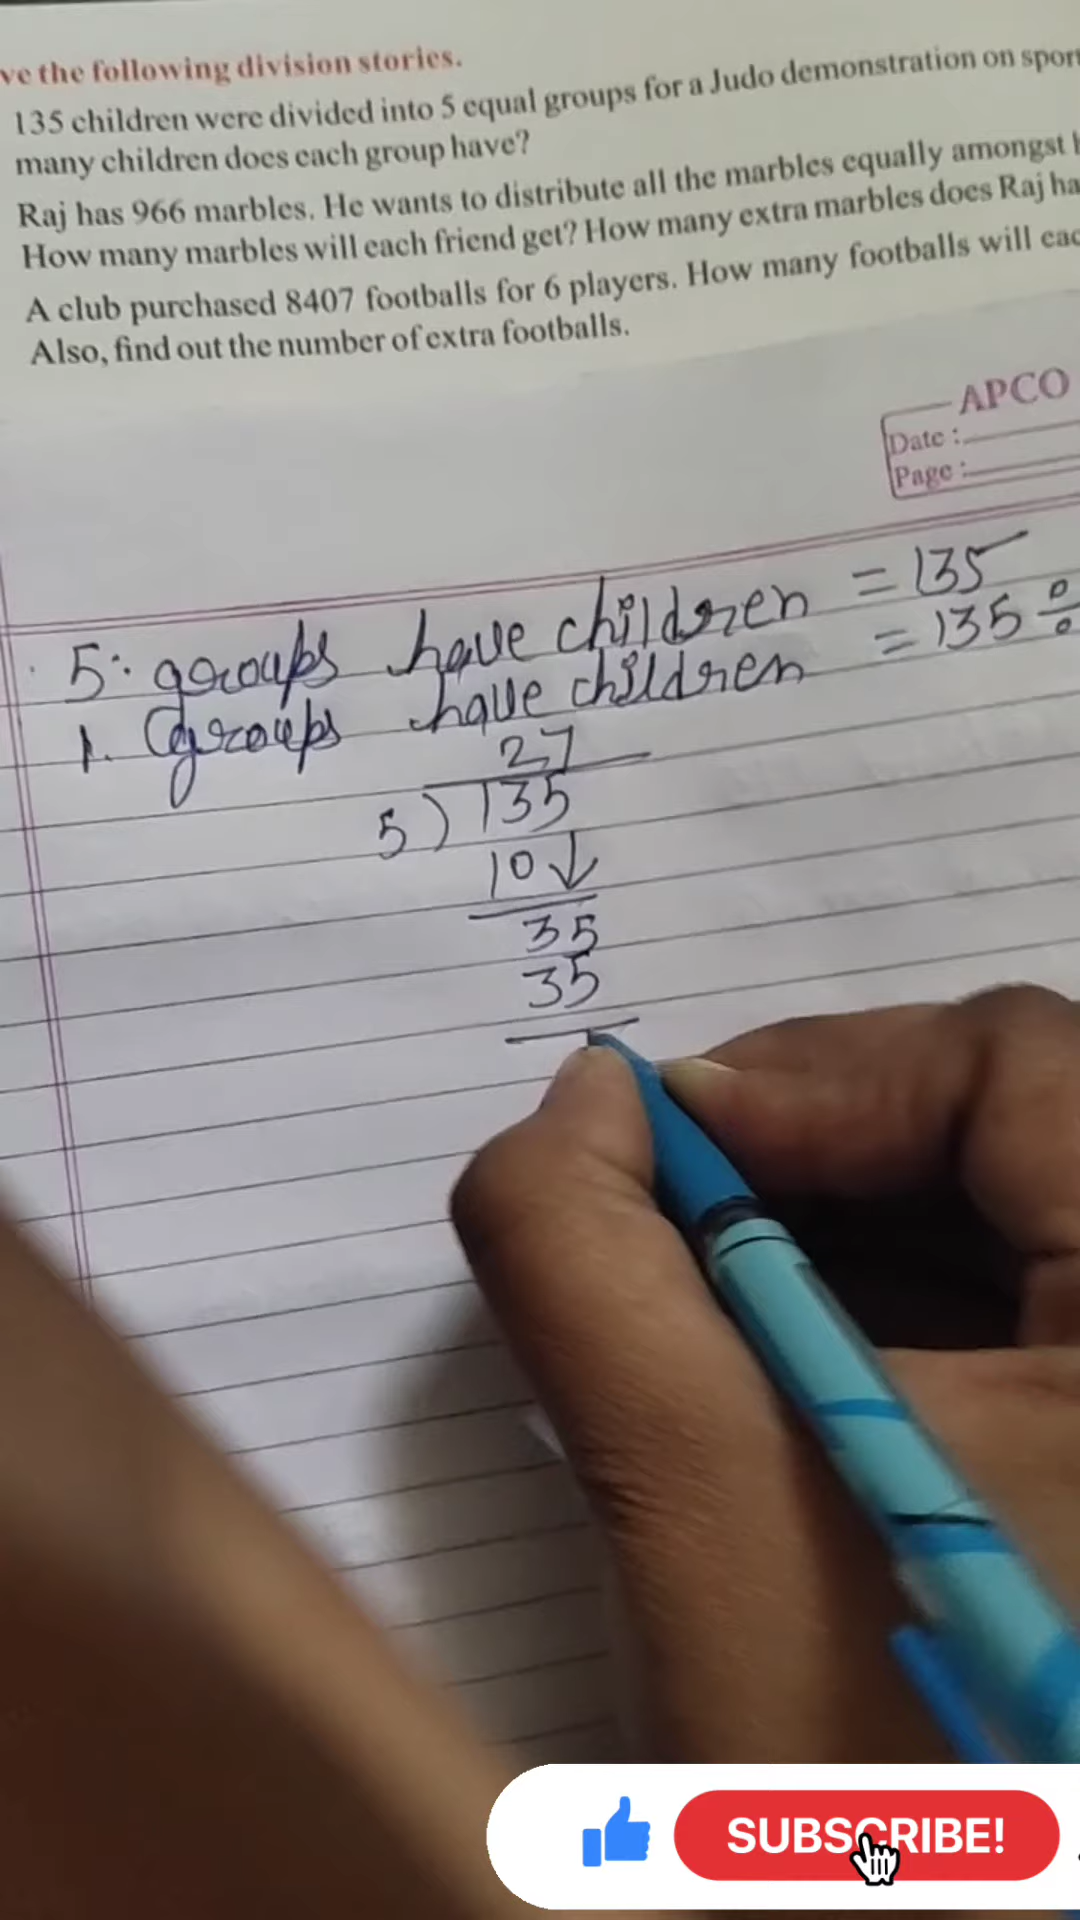 ve the following division stories.
135 children were divided into 5 equal groups for a Judo demonstration on spor
many children does each group have?
Raj has 966 marbles. He wants to distribute all the marbles equally amongst
How many marbles will each friend get? How many extra marbles does Raj ha
A club purchased 8407 footballs for 6 players. How many footballs will eac
Also, find out the number of extra footballs.
APCO
Date :
Page :
5. groups have children = 135
1. Groups have children = 135 ÷
27
5 ) 135
10 ↓
35
35
SUBSCRIBE!